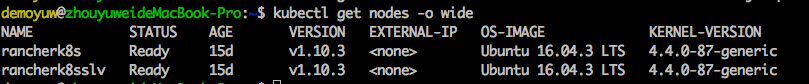 demoyuw@zhouyuweideMacBook-Pro:~$ kubectl get nodes -o wide
NAME STATUS AGE VERSION EXTERNAL-IP OS-IMAGE KERNEL-VERSION
rancherk8s Ready 15d v1.10.3 <none> Ubuntu 16.04.3 LTS 4.4.0-87-generic
rancherk8sslv Ready 15d v1.10.3 <none> Ubuntu 16.04.3 LTS 4.4.0-87-generic